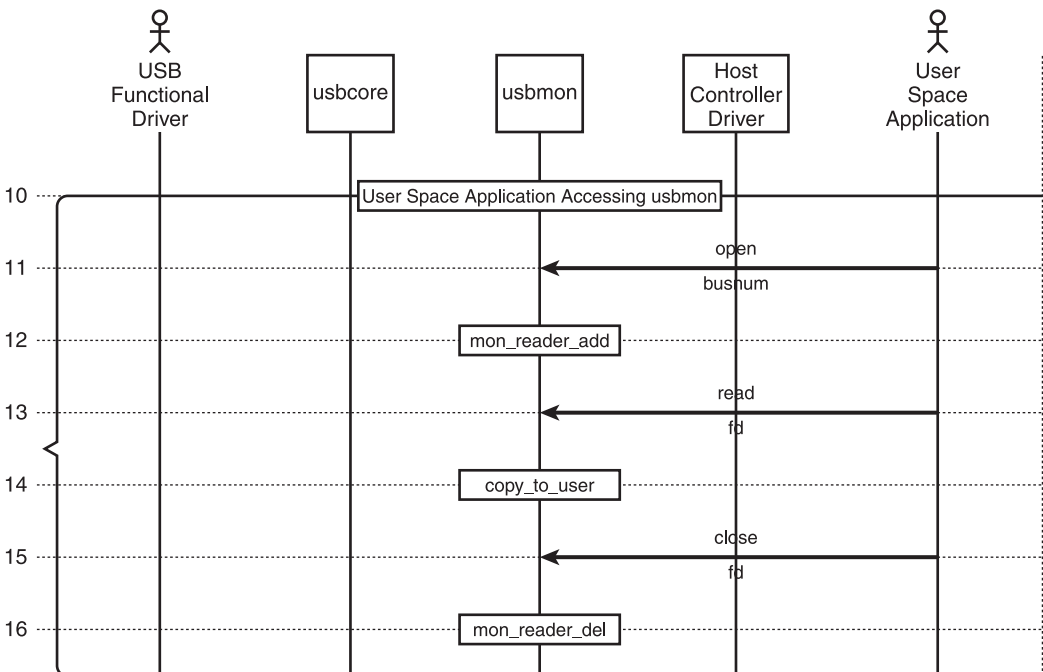 USB
Functional
Driver
usbcore
usbmon
Host
Controller
Driver
User
Space
Application
10
User Space Application Accessing usbmon
open
11
busnum
12
mon_reader_add
read
13
fd
14
copy_to_user
close
15
fd
16
mon_reader_del